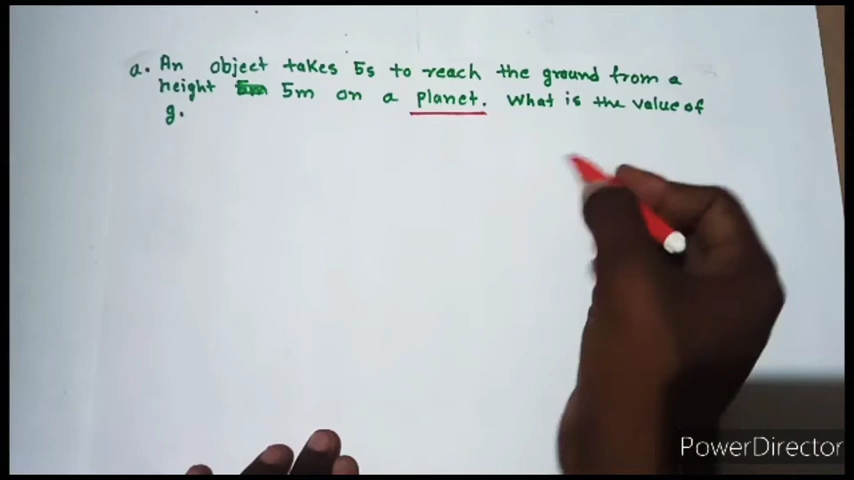 a. An object takes 5s to reach the ground from a
height 5m on a planet. What is the value of
g.
PowerDirector